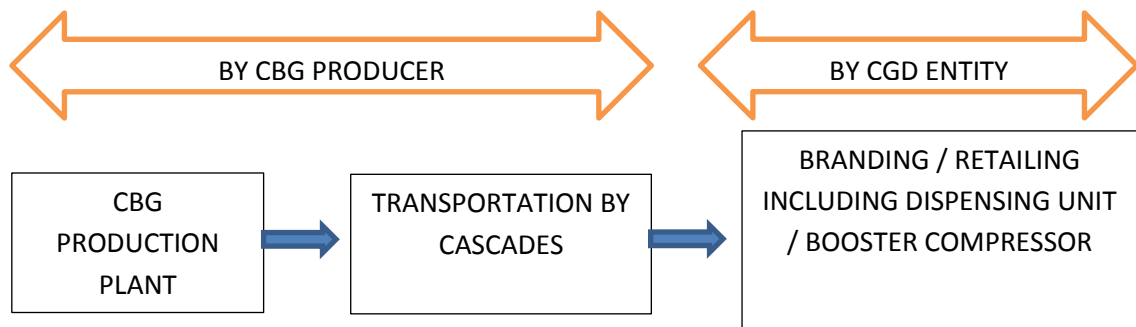 BY CBG PRODUCER
BY CGD ENTITY
CBG
PRODUCTION
PLANT
TRANSPORTATION BY
CASCADES
BRANDING / RETAILING
INCLUDING DISPENSING UNIT
/ BOOSTER COMPRESSOR